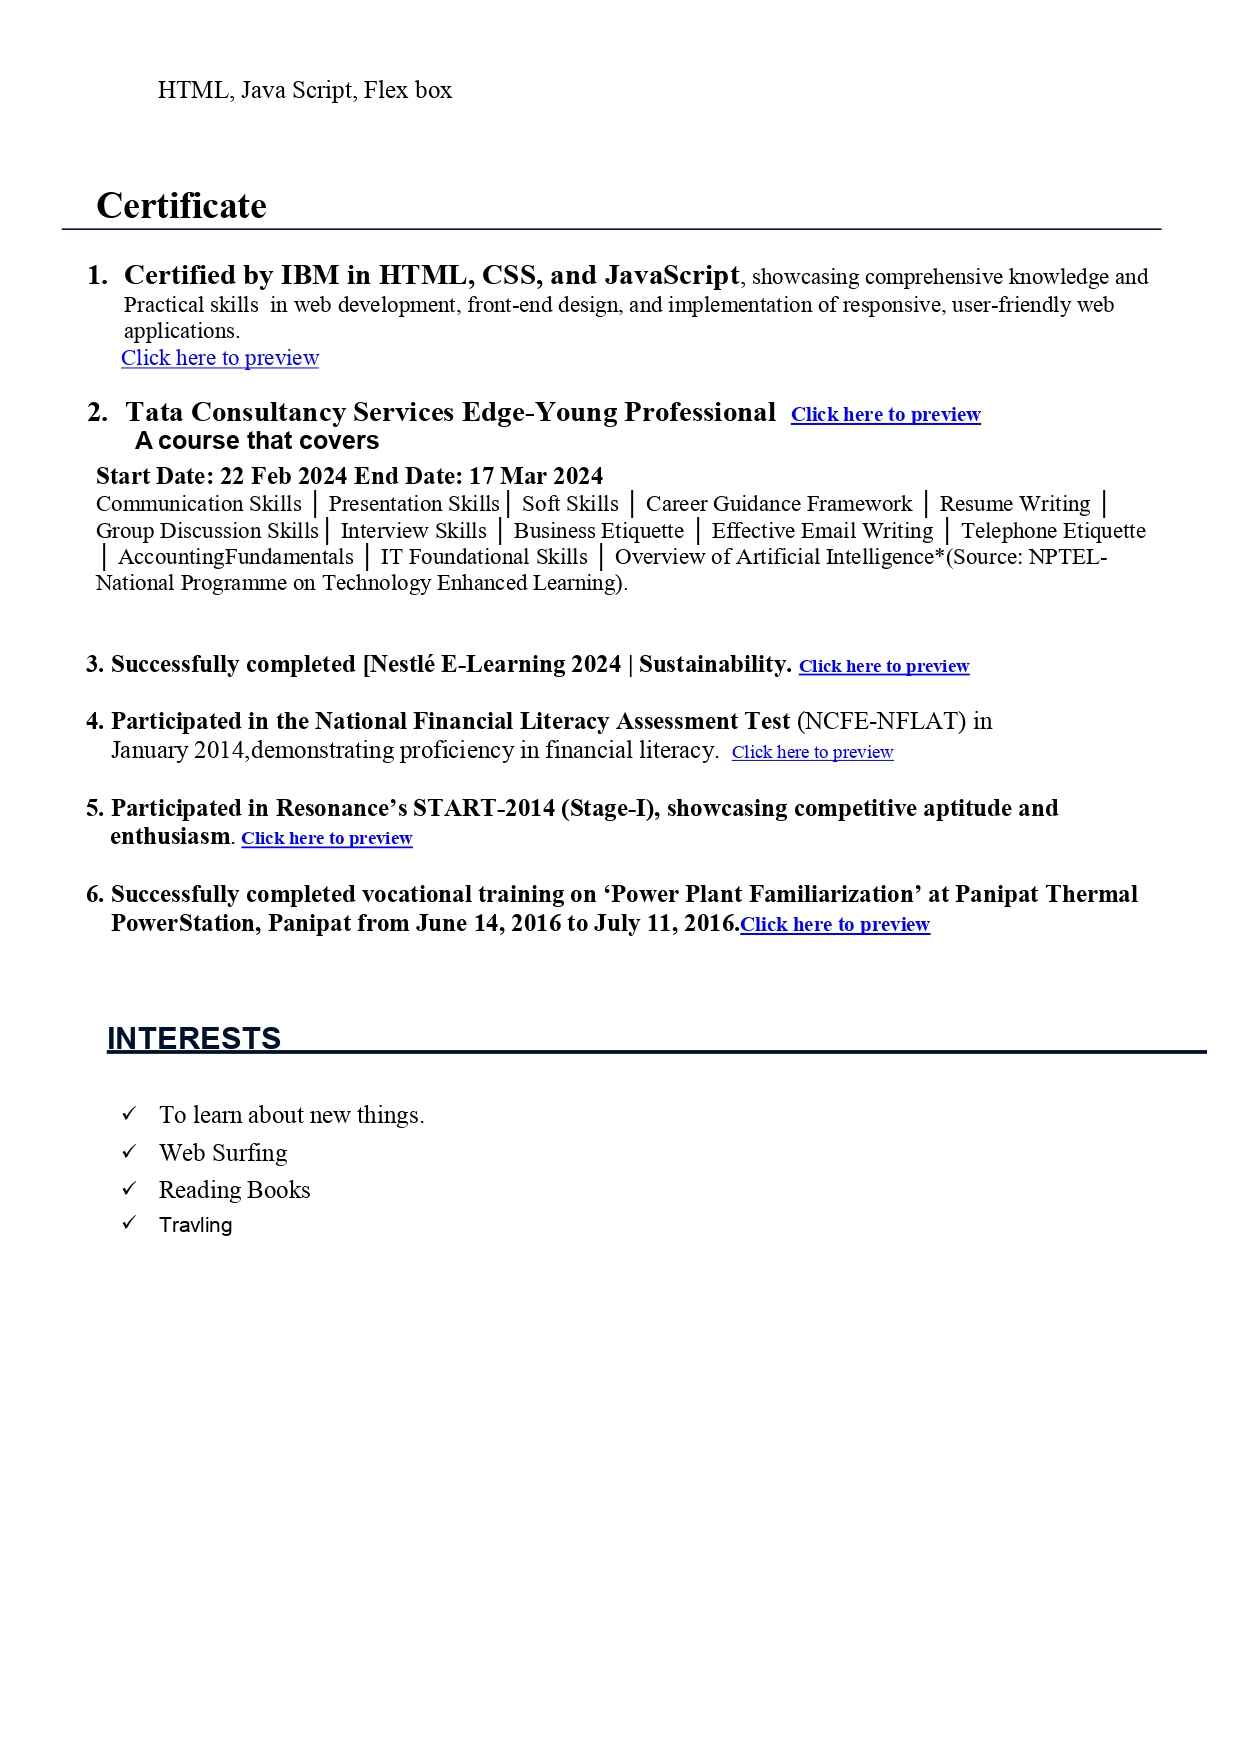 HTML, Java Script, Flex box
Certificate
1. Certified by IBM in HTML, CSS, and JavaScript, showcasing comprehensive knowledge and
Practical skills  in web development, front-end design, and implementation of responsive, user-friendly web
applications.
Click here to preview
2. Tata Consultancy Services Edge-Young Professional  Click here to preview
A course that covers
Start Date: 22 Feb 2024 End Date: 17 Mar 2024
Communication Skills │ Presentation Skills│ Soft Skills │ Career Guidance Framework │ Resume Writing │
Group Discussion Skills│ Interview Skills │ Business Etiquette │ Effective Email Writing │ Telephone Etiquette
│ AccountingFundamentals │ IT Foundational Skills │ Overview of Artificial Intelligence*(Source: NPTEL-
National Programme on Technology Enhanced Learning).
3. Successfully completed [Nestlé E-Learning 2024 | Sustainability. Click here to preview
4. Participated in the National Financial Literacy Assessment Test (NCFE-NFLAT) in
January 2014,demonstrating proficiency in financial literacy.  Click here to preview
5. Participated in Resonance’s START-2014 (Stage-I), showcasing competitive aptitude and
enthusiasm. Click here to preview
6. Successfully completed vocational training on ‘Power Plant Familiarization’ at Panipat Thermal
PowerStation, Panipat from June 14, 2016 to July 11, 2016.Click here to preview
INTERESTS
✓ To learn about new things.
✓ Web Surfing
✓ Reading Books
✓ Travling